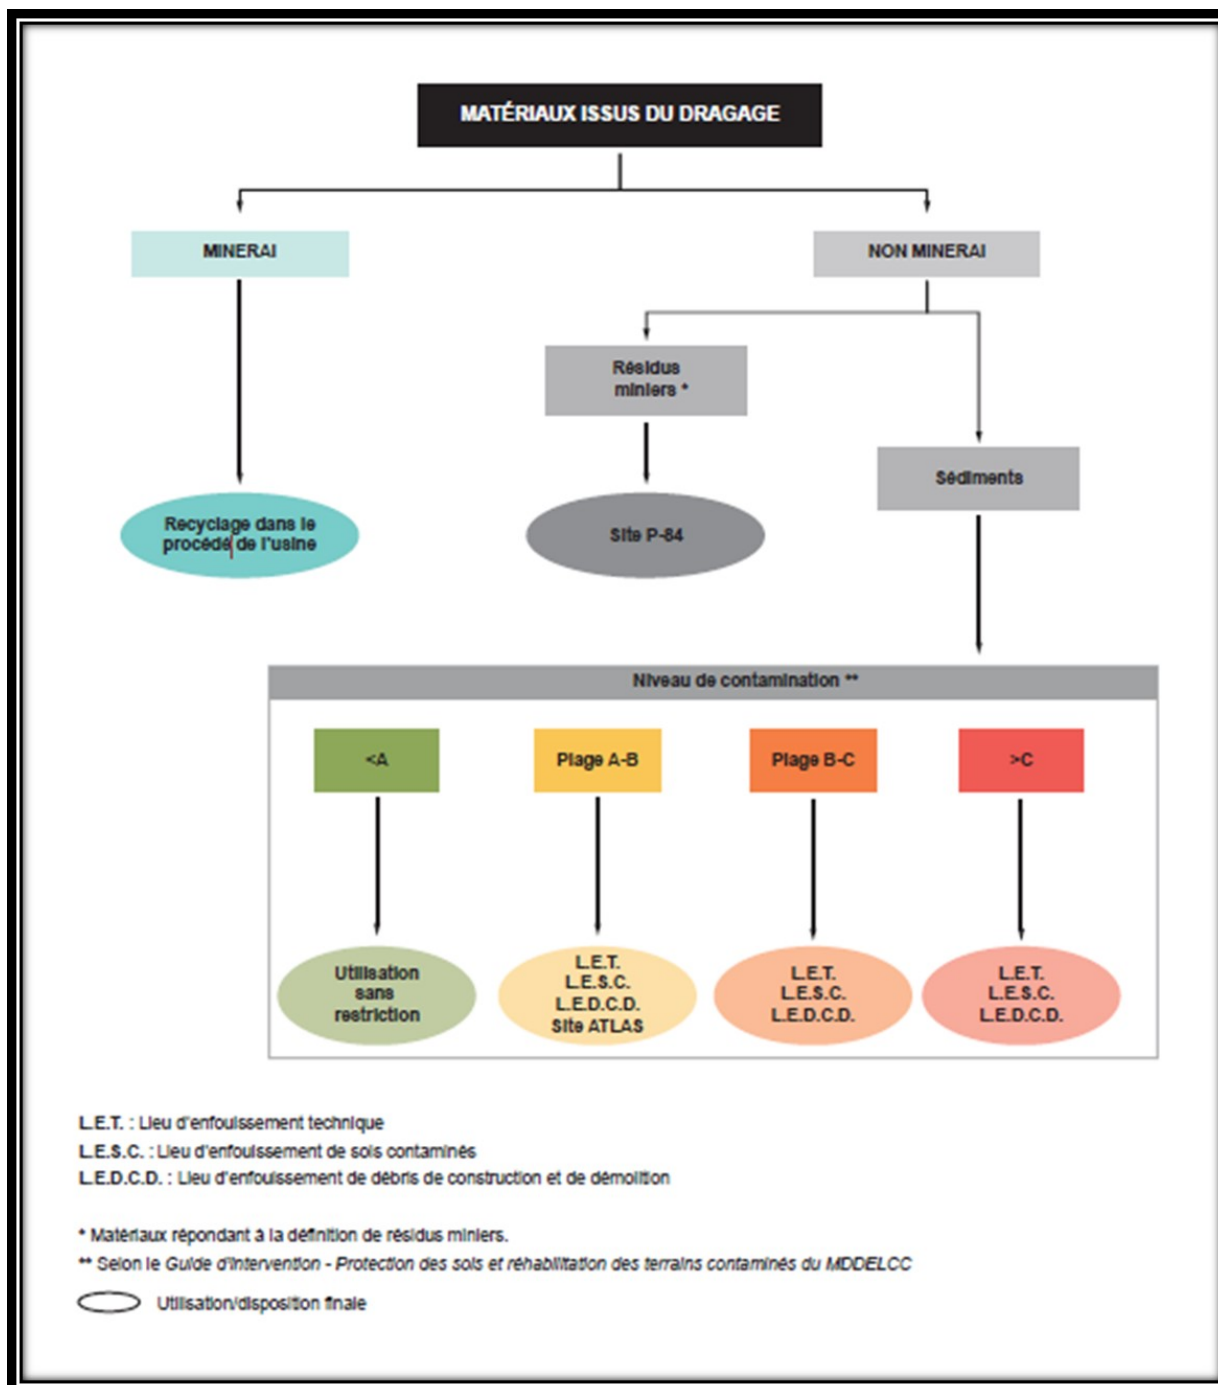 MATÉRIAUX ISSUS DU DRAGAGE
MINERAI
NON MINERAI
Résidus
miniers *
Sédiments
Recyclage dans le
procédé de l'usine
Site P-84
Niveau de contamination **
<A
Plage A-B
Plage B-C
>C
Utilisation
sans
restriction
L.E.T.
L.E.S.C.
L.E.D.C.D.
Site ATLAS
L.E.T.
L.E.S.C.
L.E.D.C.D.
L.E.T.
L.E.S.C.
L.E.D.C.D.
L.E.T. : Lieu d'enfouissement technique
L.E.S.C. : Lieu d'enfouissement de sols contaminés
L.E.D.C.D. : Lieu d'enfouissement de débris de construction et de démolition
* Matériaux répondant à la définition de résidus miniers.
** Selon le Guide d'intervention - Protection des sols et réhabilitation des terrains contaminés du MDDELCC
Utilisation/disposition finale